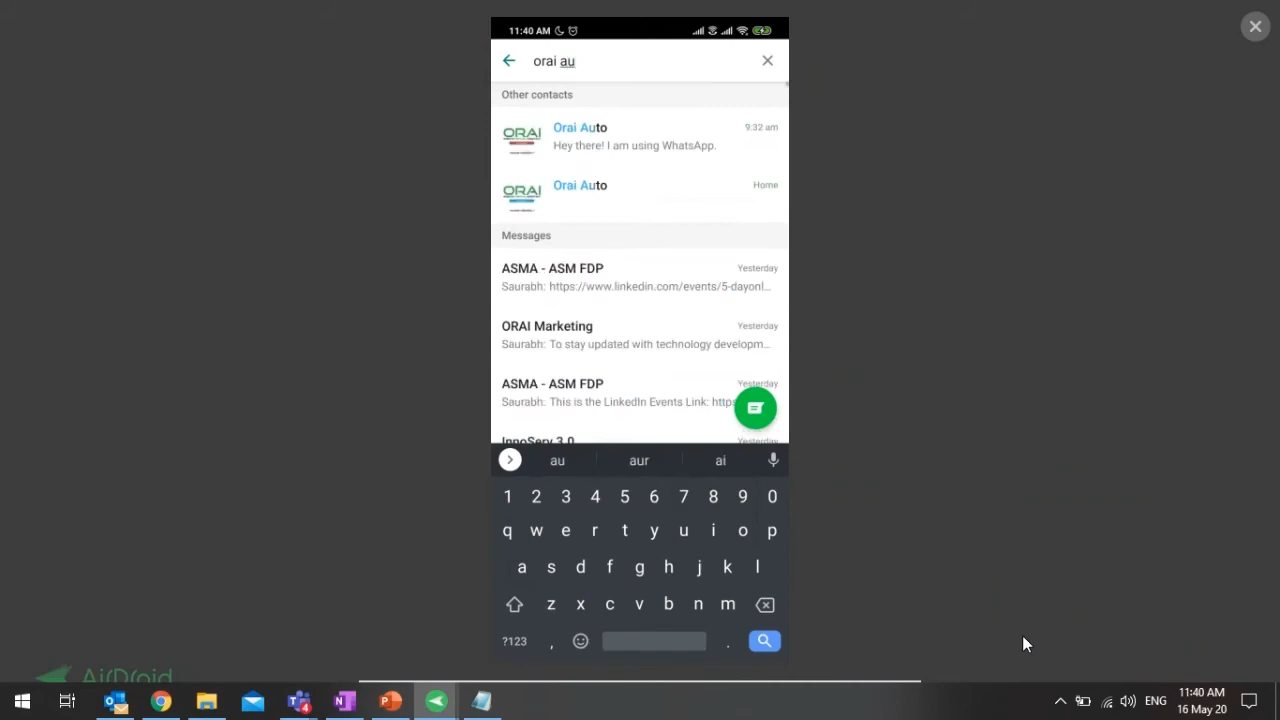 11:40 AM
orai au
Other contacts
ORAI
Orai Auto
9:32 am
Hey there! I am using WhatsApp.
ORAI
Orai Auto
Home
Messages
ASMA - ASM FDP
Yesterday
Saurabh: https://www.linkedin.com/events/5-dayonl...
ORAI Marketing
Yesterday
Saurabh: To stay updated with technology developm...
ASMA - ASM FDP
Yesterday
Saurabh: This is the LinkedIn Events Link: https
InnoServ 3.0
Yesterday
au aur ai
1 2 3 4 5 6 7 8 9 0
q w e r t y u i o p
a s d f g h j k l
z x c v b n m
?123 , .
AirDroid
ENG
11:40 AM
16 May 20